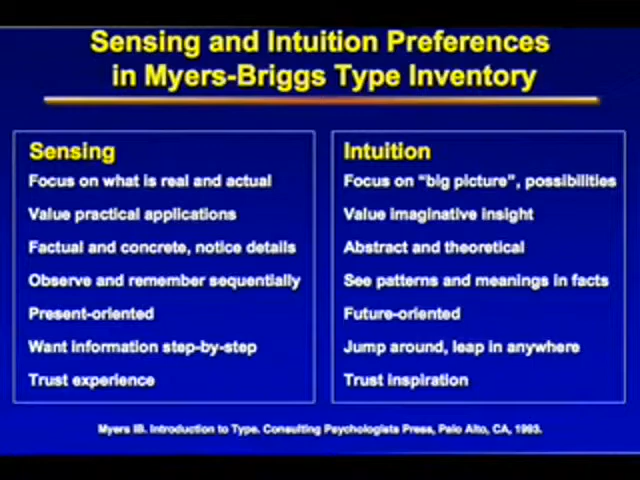 Sensing and Intuition Preferences
in Myers-Briggs Type Inventory
Sensing
Focus on what is real and actual
Value practical applications
Factual and concrete, notice details
Observe and remember sequentially
Present-oriented
Want information step-by-step
Trust experience
Intuition
Focus on “big picture”, possibilities
Value imaginative insight
Abstract and theoretical
See patterns and meanings in facts
Future-oriented
Jump around, leap in anywhere
Trust inspiration
Myers IB. Introduction to Type. Consulting Psychologists Press, Palo Alto, CA, 1993.